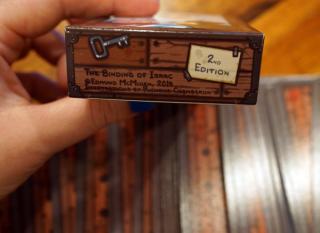 2ND
EDITION
THE BINDING OF ISAAC
©EDMUND MCMILLEN, 2018